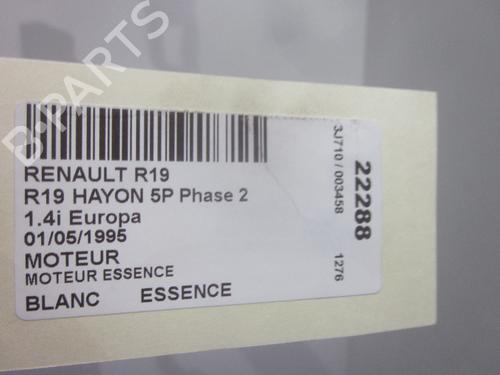 B-PARTS
RENAULT R19
R19 HAYON 5P Phase 2
1.4i Europa
01/05/1995
MOTEUR
MOTEUR ESSENCE
BLANC ESSENCE
22288
3J710 / 003458 1276